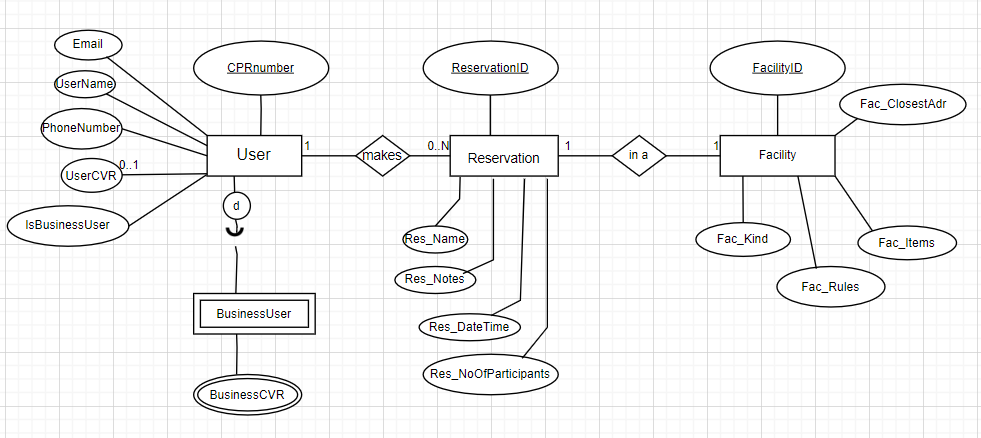 Email
CPRnumber
ReservationID
FacilityID
UserName
Fac_ClosestAdr
PhoneNumber
User
1
makes
0..N
Reservation
1
in a
1
Facility
UserCVR
0..1
d
IsBusinessUser
Res_Name
Fac_Kind
Fac_Items
Res_Notes
Fac_Rules
BusinessUser
Res_DateTime
Res_NoOfParticipants
BusinessCVR